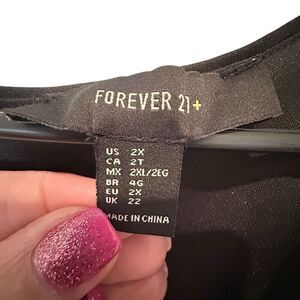 FOREVER 21+
US 2X
CA 2T
MX 2XL/2EG
BR 4G
EU 2X
UK 22
MADE IN CHINA